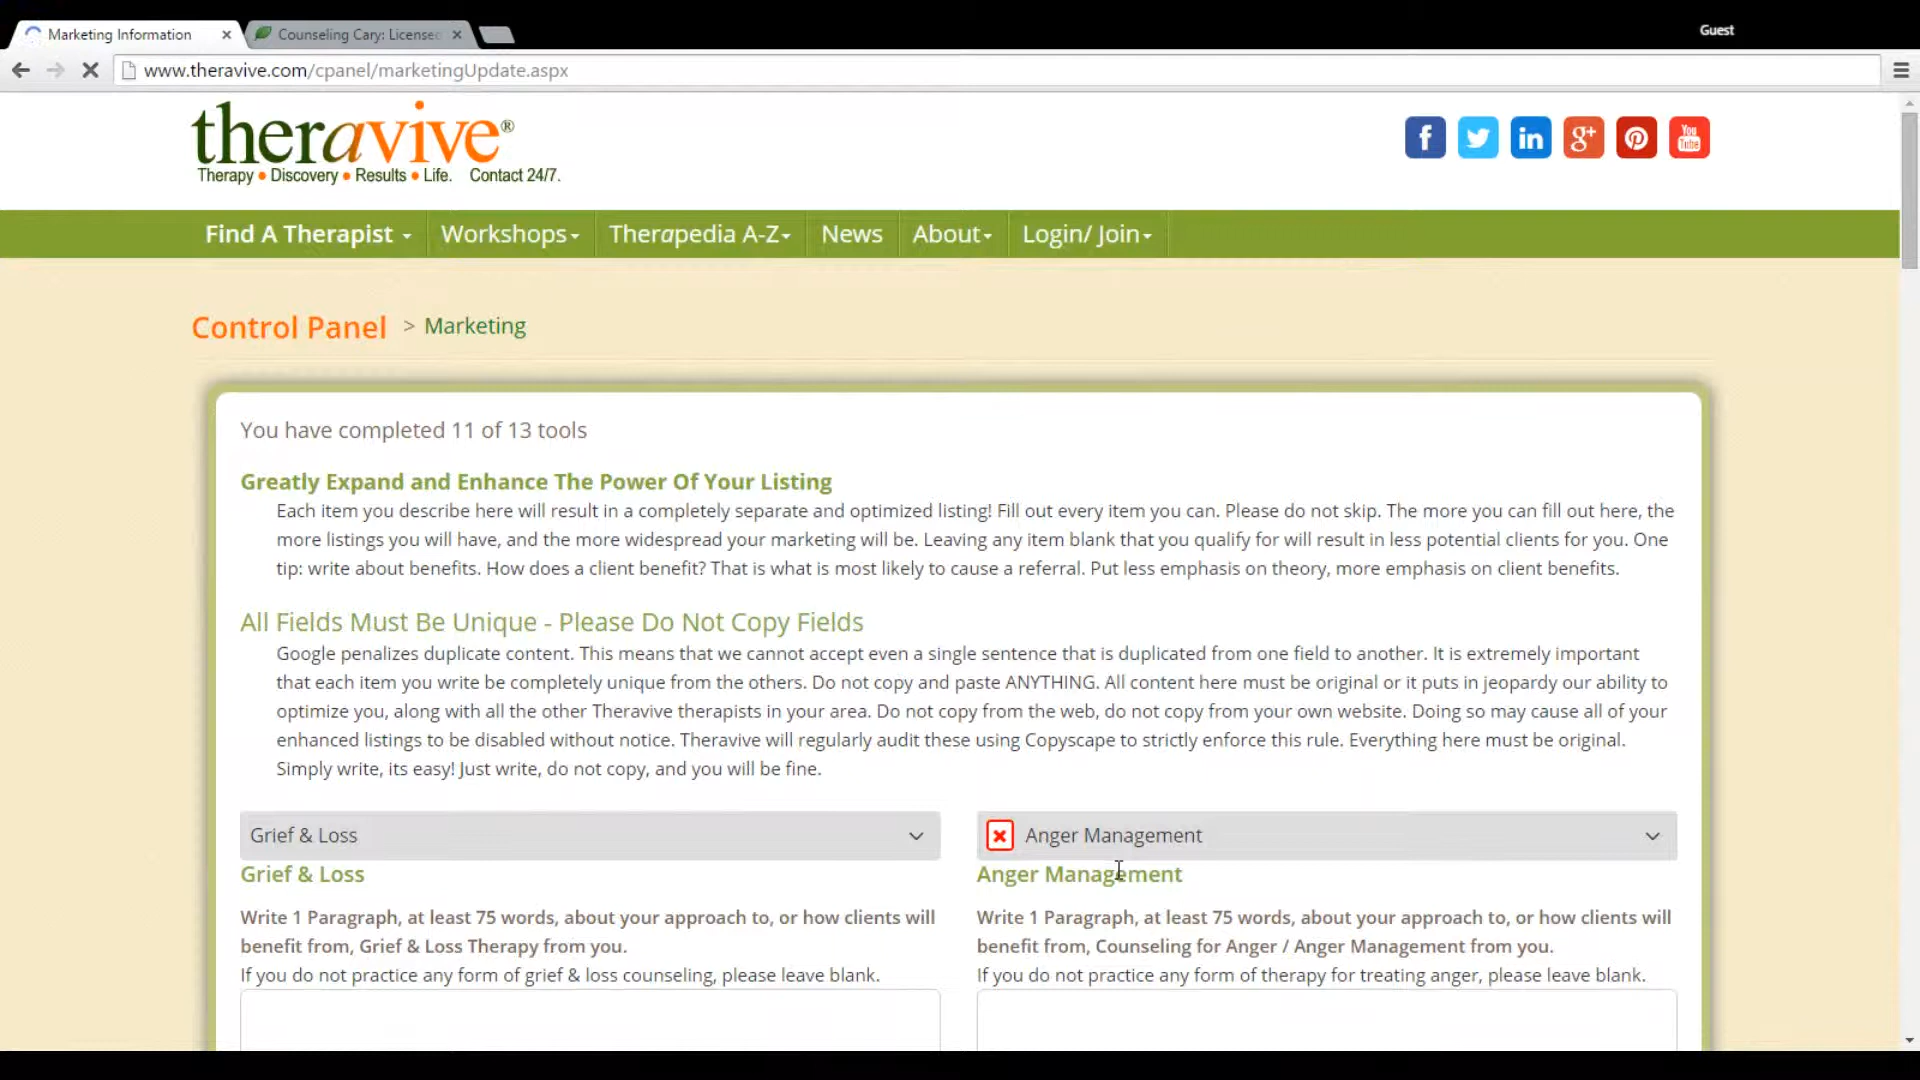 Marketing Information
Counseling Cary: Licensed
Guest
www.theravive.com/cpanel/marketingUpdate.aspx
theravive®
Therapy • Discovery • Results • Life. Contact 24/7.
f
in
g+
You Tube
Find A Therapist
Workshops
Therapedia A-Z
News
About
Login/ Join
Control Panel > Marketing
You have completed 11 of 13 tools
Greatly Expand and Enhance The Power Of Your Listing
Each item you describe here will result in a completely separate and optimized listing! Fill out every item you can. Please do not skip. The more you can fill out here, the
more listings you will have, and the more widespread your marketing will be. Leaving any item blank that you qualify for will result in less potential clients for you. One
tip: write about benefits. How does a client benefit? That is what is most likely to cause a referral. Put less emphasis on theory, more emphasis on client benefits.
All Fields Must Be Unique - Please Do Not Copy Fields
Google penalizes duplicate content. This means that we cannot accept even a single sentence that is duplicated from one field to another. It is extremely important
that each item you write be completely unique from the others. Do not copy and paste ANYTHING. All content here must be original or it puts in jeopardy our ability to
optimize you, along with all the other Theravive therapists in your area. Do not copy from the web, do not copy from your own website. Doing so may cause all of your
enhanced listings to be disabled without notice. Theravive will regularly audit these using Copyscape to strictly enforce this rule. Everything here must be original.
Simply write, its easy! Just write, do not copy, and you will be fine.
Grief & Loss
Grief & Loss
Write 1 Paragraph, at least 75 words, about your approach to, or how clients will
benefit from, Grief & Loss Therapy from you.
If you do not practice any form of grief & loss counseling, please leave blank.
Anger Management
Anger Management
Write 1 Paragraph, at least 75 words, about your approach to, or how clients will
benefit from, Counseling for Anger / Anger Management from you.
If you do not practice any form of therapy for treating anger, please leave blank.